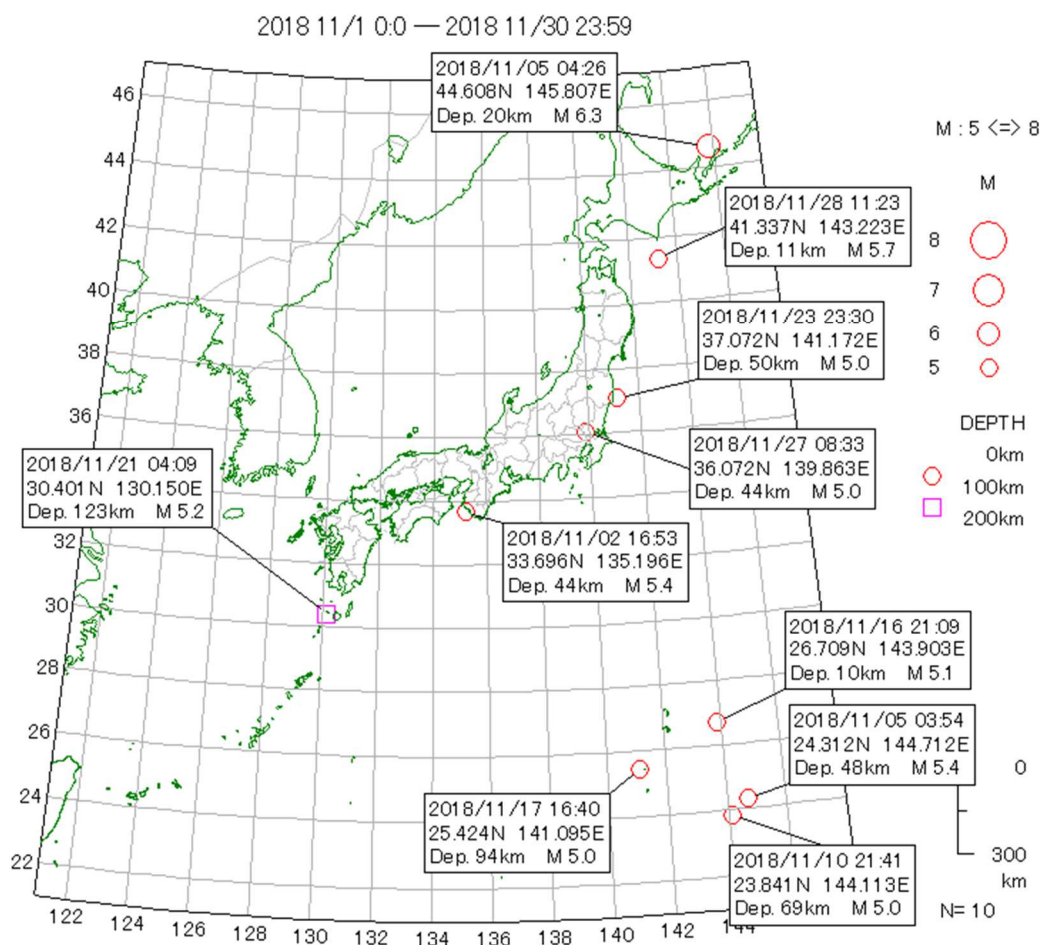 2018 11/1 0:0 — 2018 11/30 23:59
2018/11/05 04:26
44.608N 145.807E
Dep. 20km M 6.3
M : 5 <=> 8
M
8
7
6
5
2018/11/28 11:23
41.337N 143.223E
Dep. 11km M 5.7
2018/11/23 23:30
37.072N 141.172E
Dep. 50km M 5.0
DEPTH
0km
100km
200km
2018/11/27 08:33
36.072N 139.863E
Dep. 44km M 5.0
2018/11/21 04:09
30.401N 130.150E
Dep. 123km M 5.2
2018/11/02 16:53
33.696N 135.196E
Dep. 44km M 5.4
2018/11/16 21:09
26.709N 143.903E
Dep. 10km M 5.1
2018/11/05 03:54
24.312N 144.712E
Dep. 48km M 5.4
2018/11/17 16:40
25.424N 141.095E
Dep. 94km M 5.0
2018/11/10 21:41
23.841N 144.113E
Dep. 69km M 5.0
0
300
km
N= 10
46
44
42
40
38
36
32
30
28
26
24
22
122
124
126
128
130
132
134
136
138
140
142